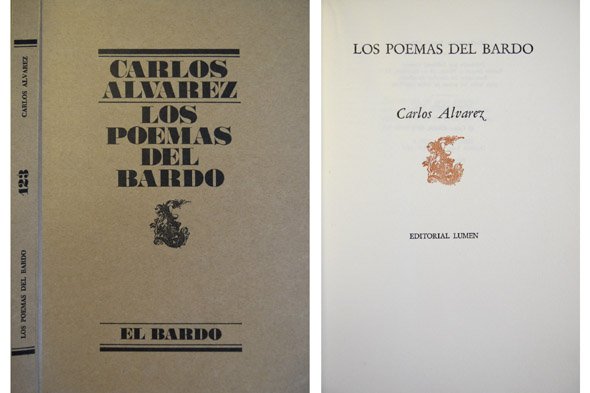 CARLOS ALVAREZ
123
LOS POEMAS DEL BARDO
CARLOS
ALVAREZ
LOS
POEMAS
DEL
BARDO
EL BARDO
LOS POEMAS DEL BARDO
Carlos Alvarez
EDITORIAL LUMEN